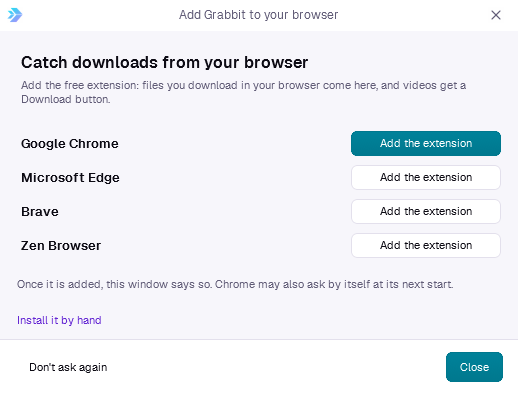 Add Grabbit to your browser
Catch downloads from your browser
Add the free extension: files you download in your browser come here, and videos get a
Download button.
Google Chrome
Add the extension
Microsoft Edge
Add the extension
Brave
Add the extension
Zen Browser
Add the extension
Once it is added, this window says so. Chrome may also ask by itself at its next start.
Install it by hand
Don't ask again
Close